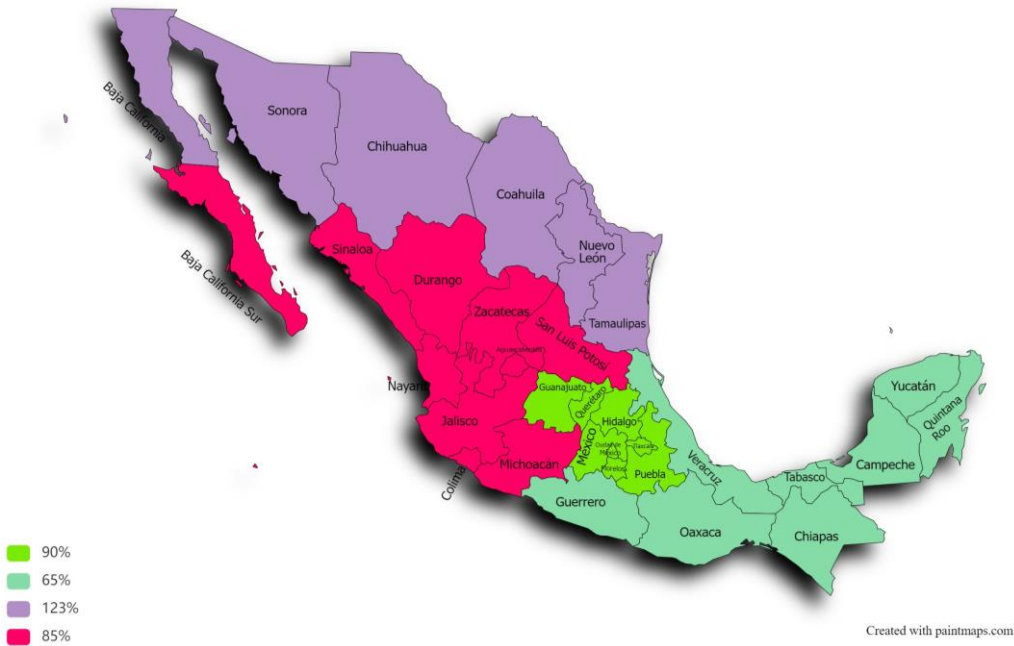 Baja California
Sonora
Chihuahua
Coahuila
Nuevo
León
Tamaulipas
Baja California Sur
Sinaloa
Durango
Zacatecas
San Luis Potosí
Aguascalientes
Nayarit
Jalisco
Colima
Michoacán
Guanajuato
Querétaro
Hidalgo
México
Ciudad de
México
Tlaxcala
Morelos
Puebla
Veracruz
Guerrero
Oaxaca
Tabasco
Chiapas
Campeche
Yucatán
Quintana
Roo
90%
65%
123%
85%
Created with paintmaps.com